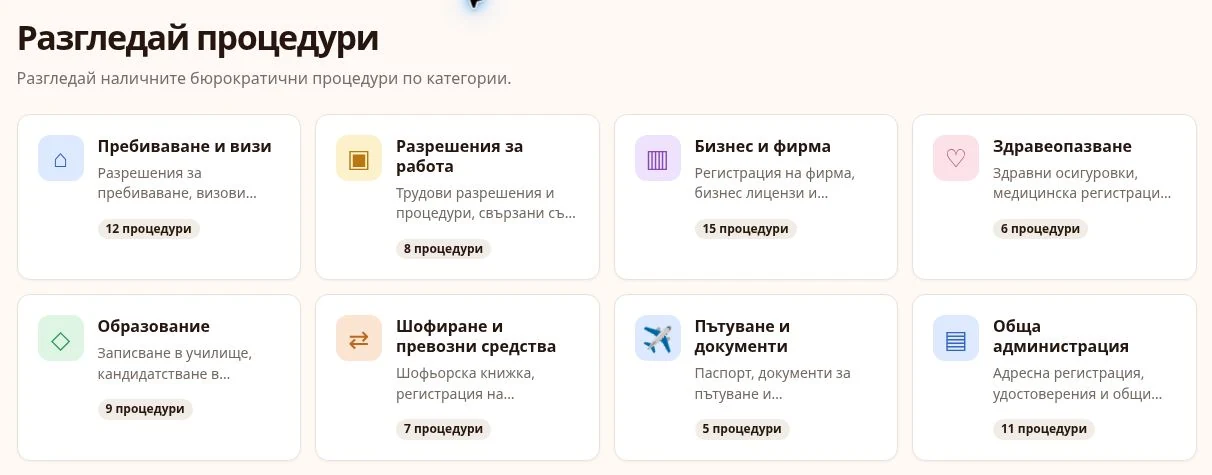 Разгледай процедури
Разгледай наличните бюрократични процедури по категории.
Пребиваване и визи
Разрешения за
пребиваване, визови…
12 процедури
Разрешения за
работа
Трудови разрешения и
процедури, свързани съ…
8 процедури
Бизнес и фирма
Регистрация на фирма,
бизнес лицензи и…
15 процедури
Здравеопазване
Здравни осигуровки,
медицинска регистраци…
6 процедури
Образование
Записване в училище,
кандидатстване в…
9 процедури
Шофиране и
превозни средства
Шофьорска книжка,
регистрация на…
7 процедури
Пътуване и
документи
Паспорт, документи за
пътуване и…
5 процедури
Обща
администрация
Адресна регистрация,
удостоверения и общи…
11 процедури